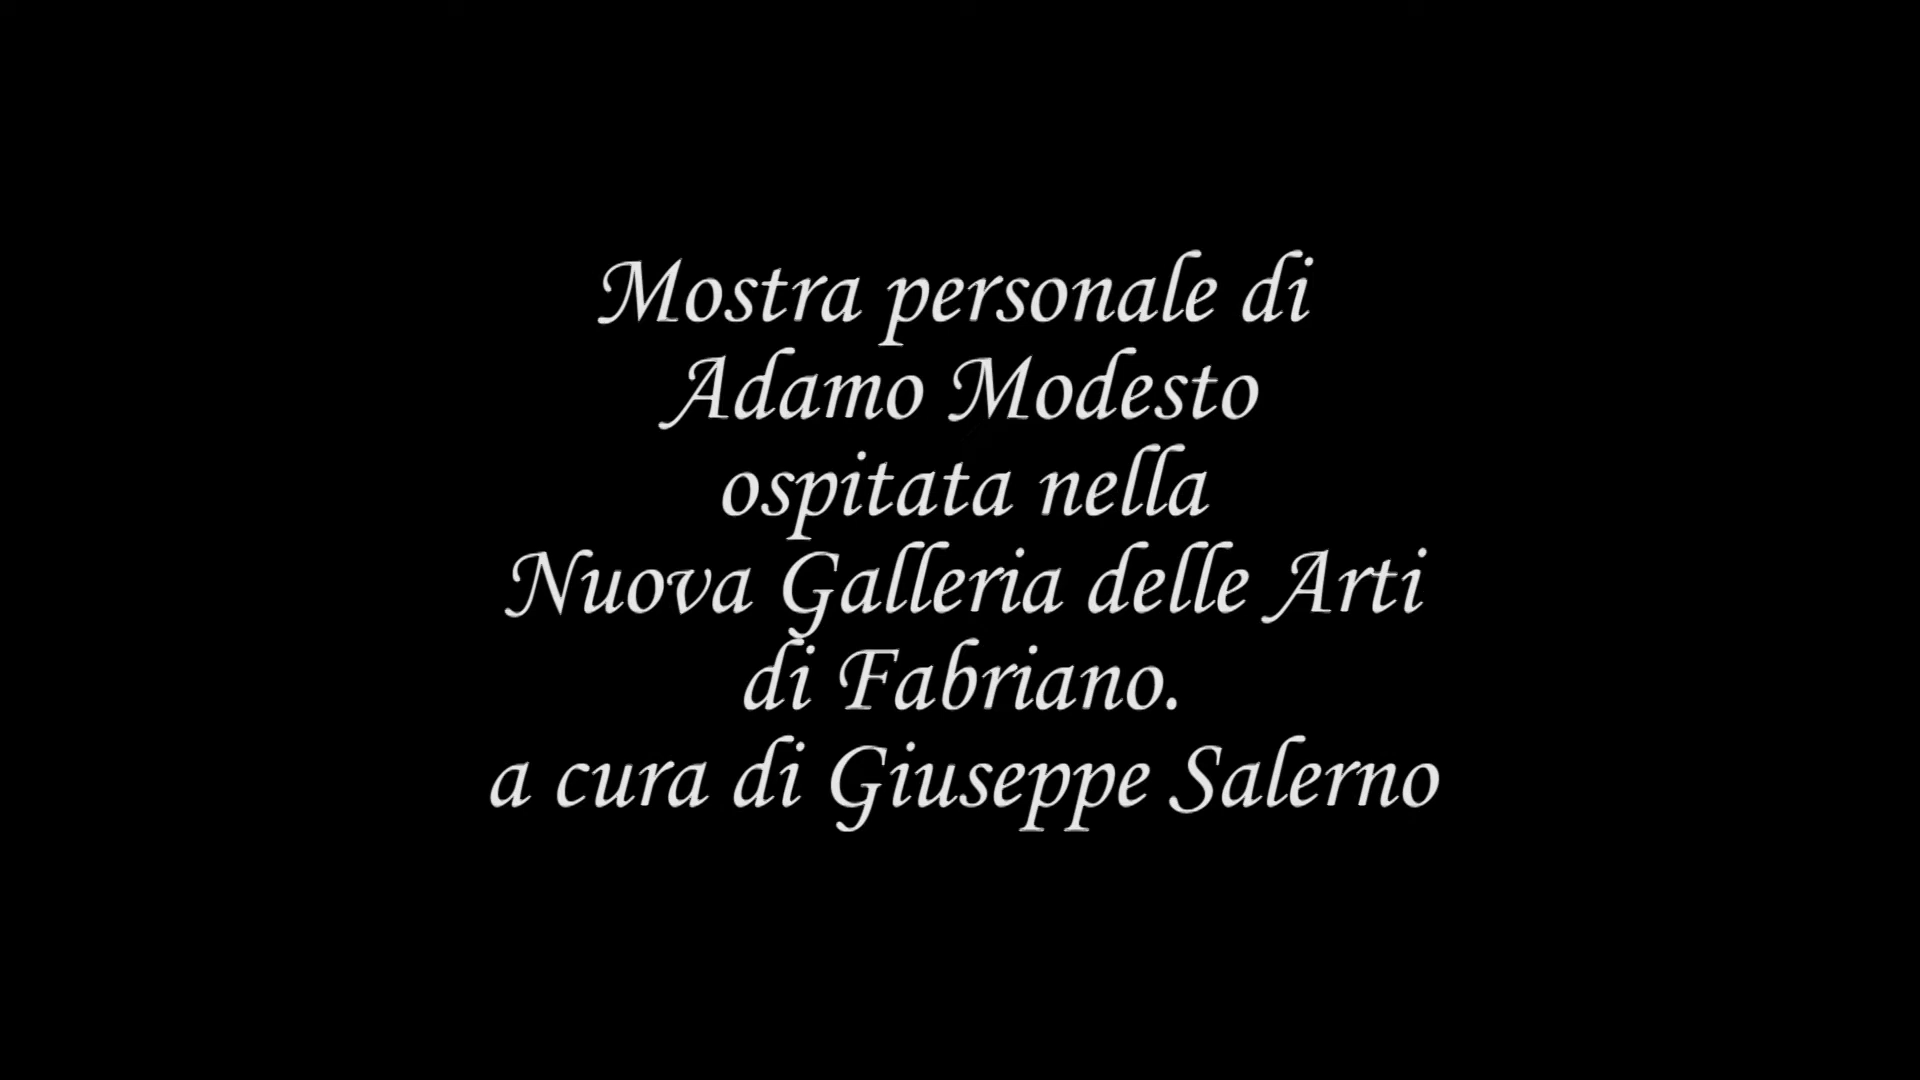 Mostra personale di
Adamo Modesto
ospitata nella
Nuova Galleria delle Arti
di Fabriano.
a cura di Giuseppe Salerno